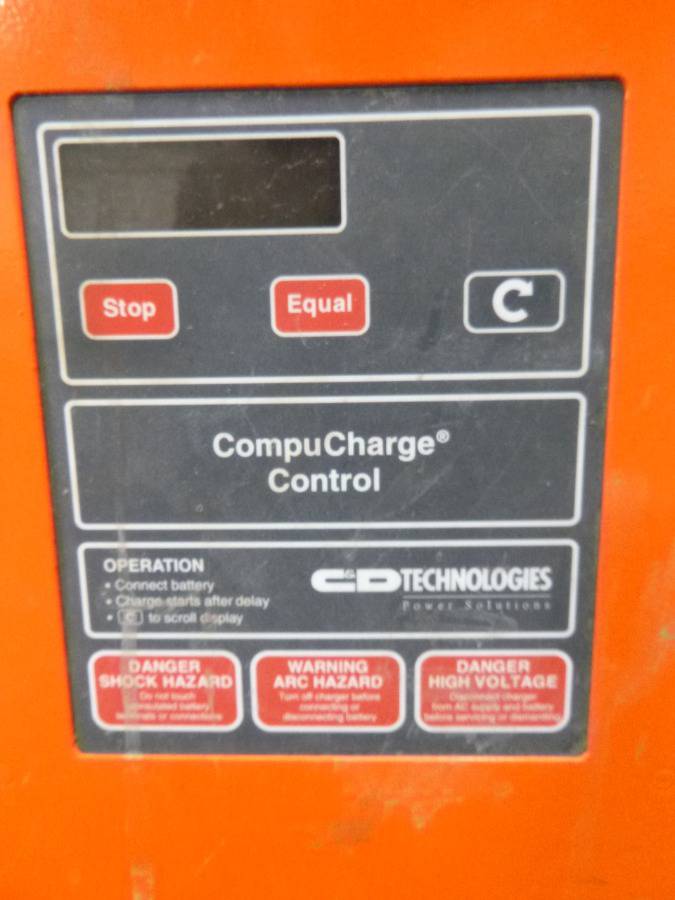 Stop
Equal
CompuCharge®
Control
OPERATION
• Connect battery
• Charge starts after delay
• to scroll display
C&D TECHNOLOGIES
Power Solutions
DANGER
SHOCK HAZARD
Do not touch
uninsulated battery
terminals or connections
WARNING
ARC HAZARD
Turn off charger before
connecting or
disconnecting battery
DANGER
HIGH VOLTAGE
Disconnect charger
from AC supply and battery
before servicing or dismantling